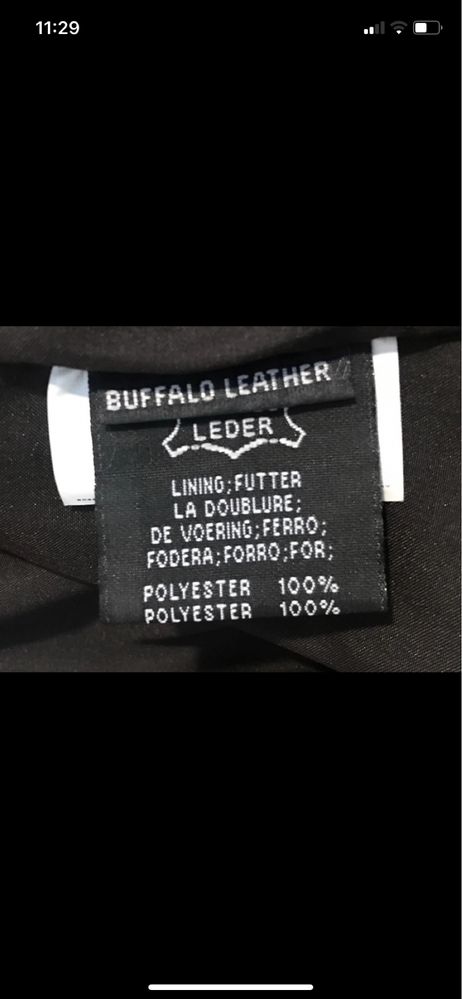 11:29
BUFFALO LEATHER
LEDER
LINING;FUTTER
LA DOUBLURE;
DE VOERING;FERRO;
FODERA;FORRO;FOR;
POLYESTER 100%
POLYESTER 100%